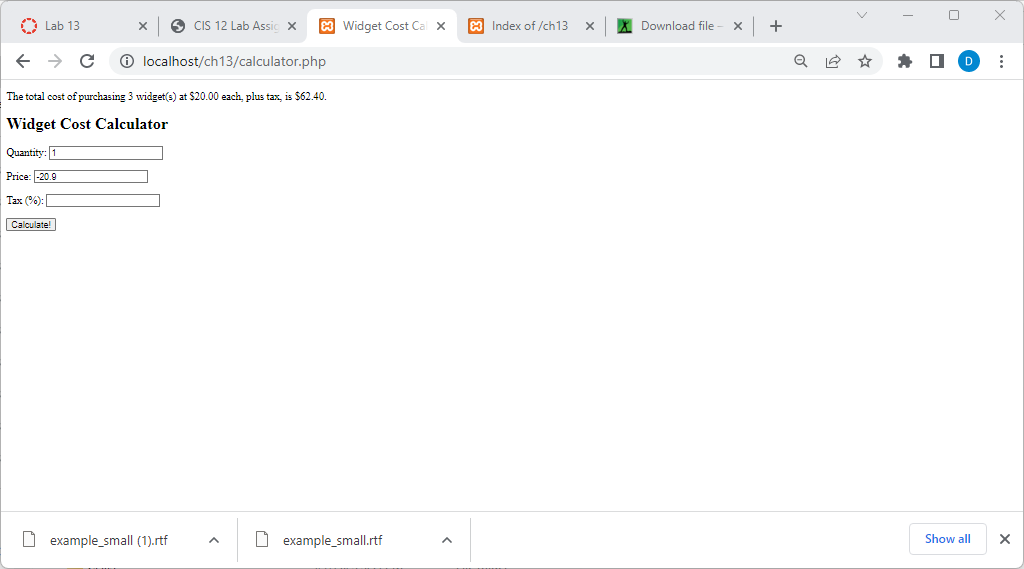 Lab 13
CIS 12 Lab Assig
Widget Cost Cal
Index of /ch13
Download file –
localhost/ch13/calculator.php
D
The total cost of purchasing 3 widget(s) at $20.00 each, plus tax, is $62.40.
Widget Cost Calculator
Quantity: 1
Price: -20.9
Tax (%):
Calculate!
example_small (1).rtf
example_small.rtf
Show all